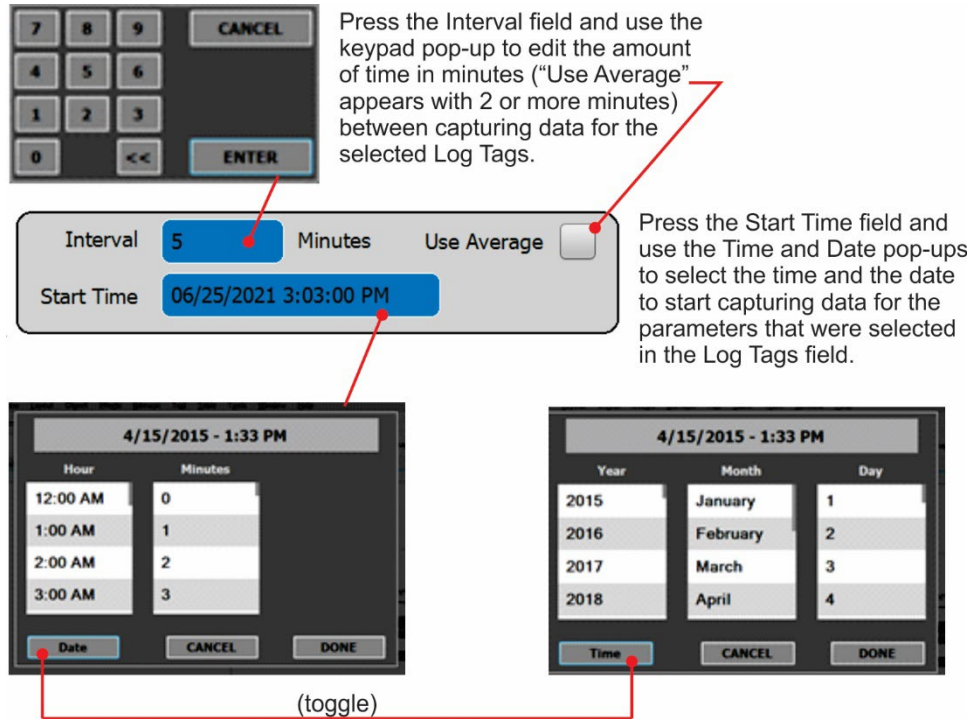 7 8 9 CANCEL
4 5 6
1 2 3
0 << ENTER
Press the Interval field and use the
keypad pop-up to edit the amount
of time in minutes (“Use Average”
appears with 2 or more minutes)
between capturing data for the
selected Log Tags.
Interval 5 Minutes Use Average
Start Time 06/25/2021 3:03:00 PM
Press the Start Time field and
use the Time and Date pop-ups
to select the time and the date
to start capturing data for the
parameters that were selected
in the Log Tags field.
4/15/2015 - 1:33 PM
Hour Minutes
12:00 AM 0
1:00 AM 1
2:00 AM 2
3:00 AM 3
Date CANCEL DONE
4/15/2015 - 1:33 PM
Year Month Day
2015 January 1
2016 February 2
2017 March 3
2018 April 4
Time CANCEL DONE
(toggle)